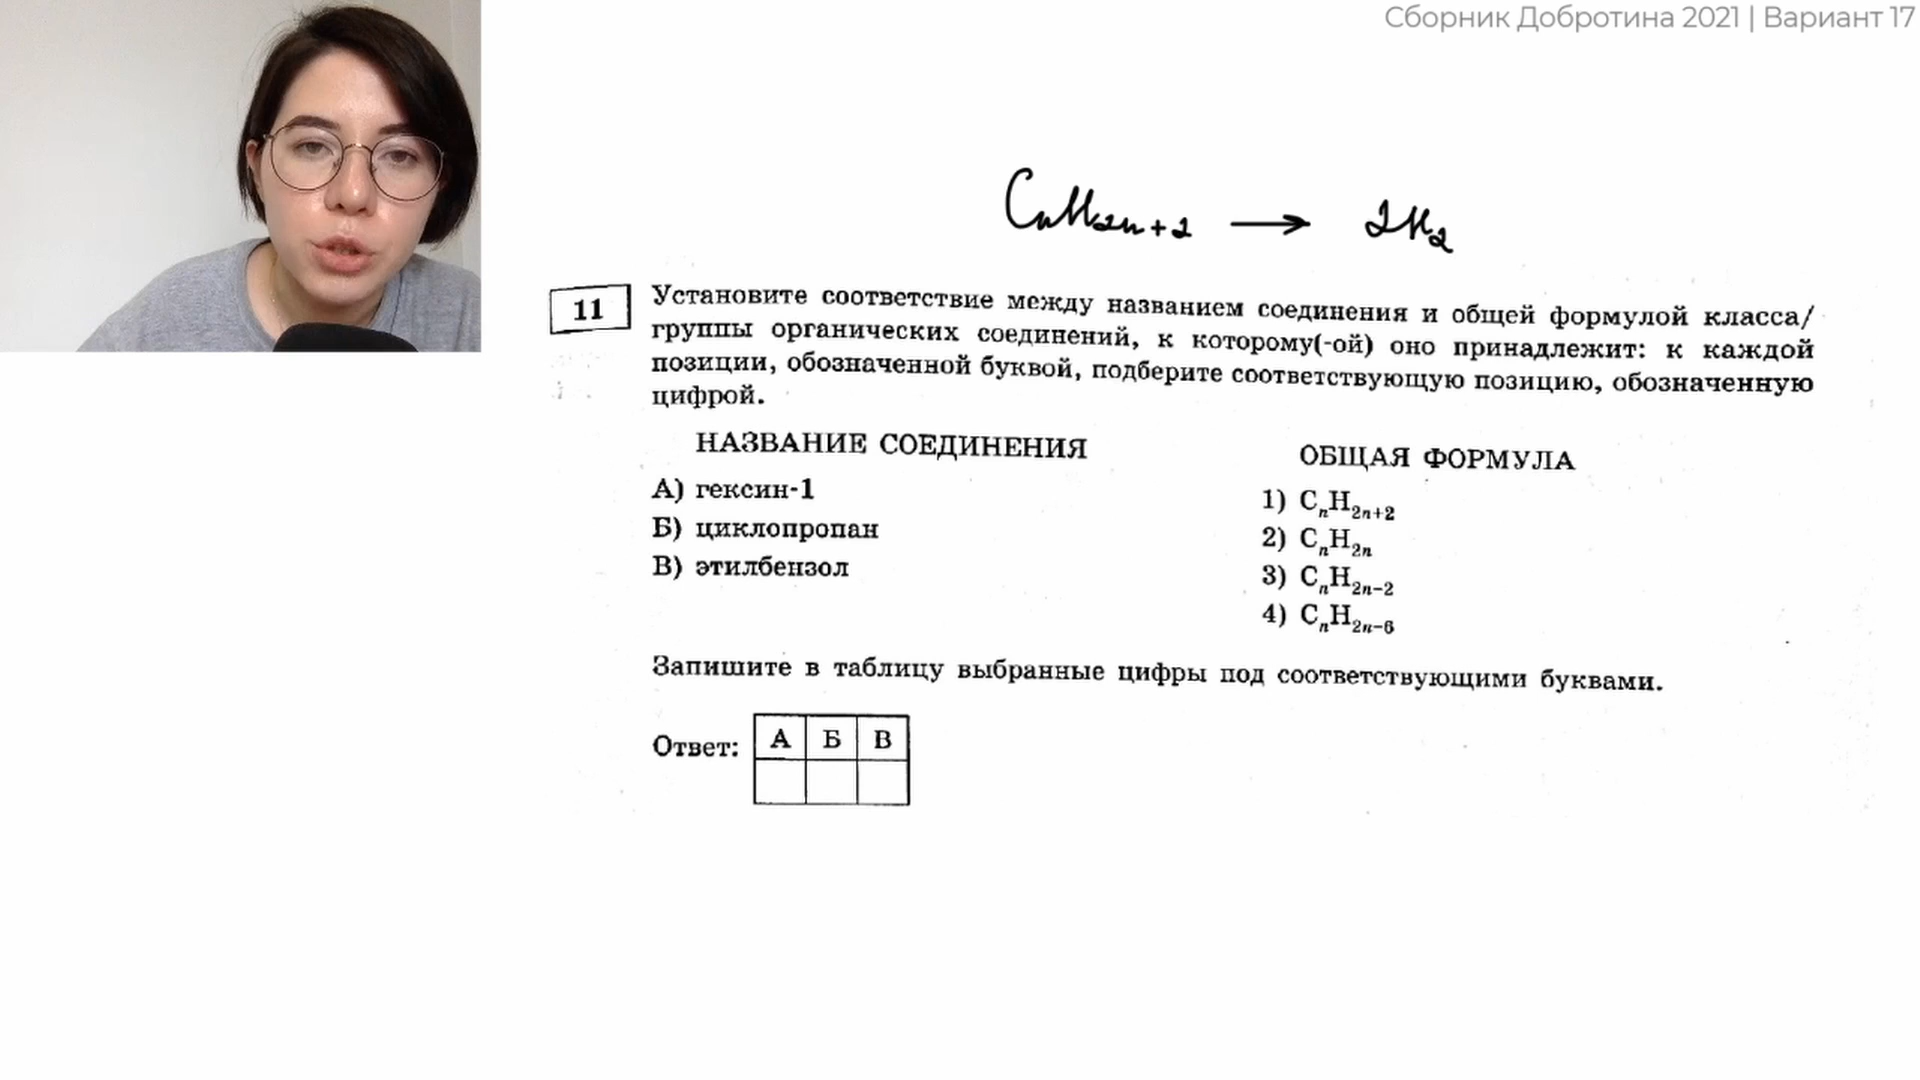 Сборник Добротина 2021 | Вариант 17
CnH2n+2 → 2H2
11
Установите соответствие между названием соединения и общей формулой класса/
группы органических соединений, к которому(-ой) оно принадлежит: к каждой
позиции, обозначенной буквой, подберите соответствующую позицию, обозначенную
цифрой.
НАЗВАНИЕ СОЕДИНЕНИЯ
А) гексин-1
Б) циклопропан
В) этилбензол
ОБЩАЯ ФОРМУЛА
1) CnH2n+2
2) CnH2n
3) CnH2n−2
4) CnH2n−6
Запишите в таблицу выбранные цифры под соответствующими буквами.
Ответ:
А Б В